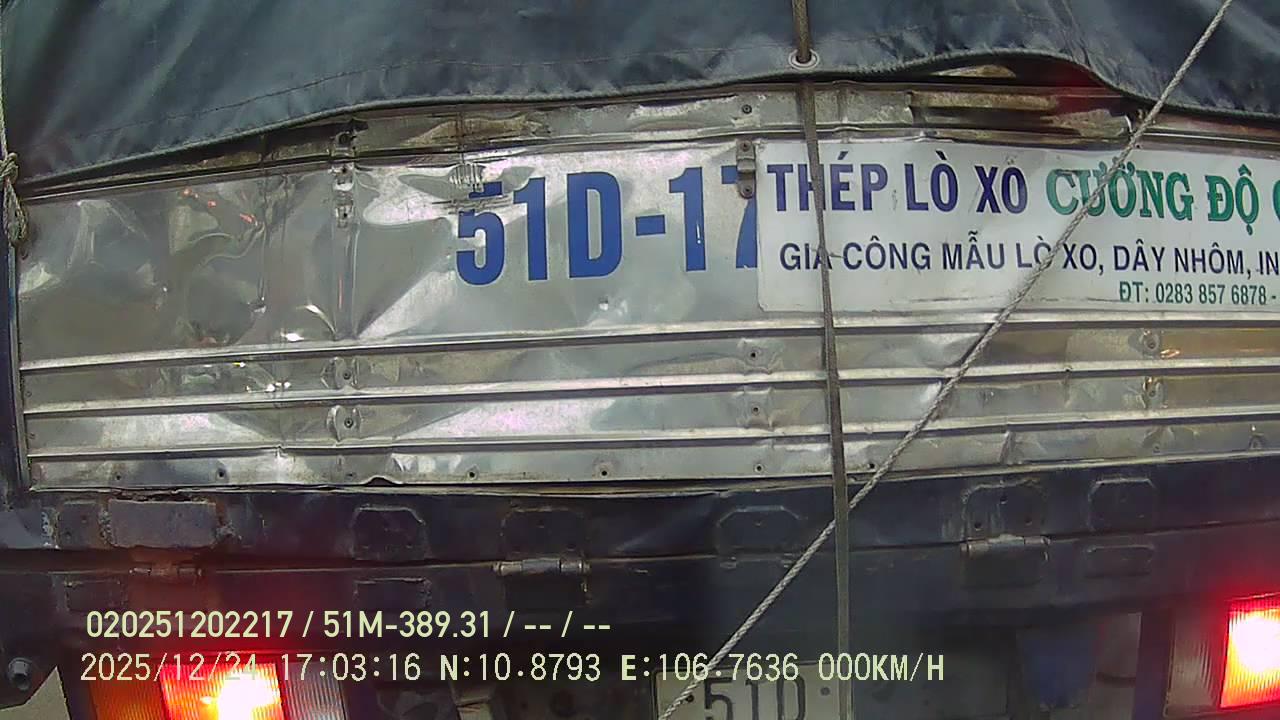 51D-17
THÉP LÒ XO CƯỜNG ĐỘ
GIA CÔNG MẪU LÒ XO, DÂY NHÔM, IN
ĐT: 0283 857 6878 -
020251202217 / 51M-389.31 / -- / --
2025/12/24 17:03:16 N:10.8793 E:106.7636 000KM/H
51D